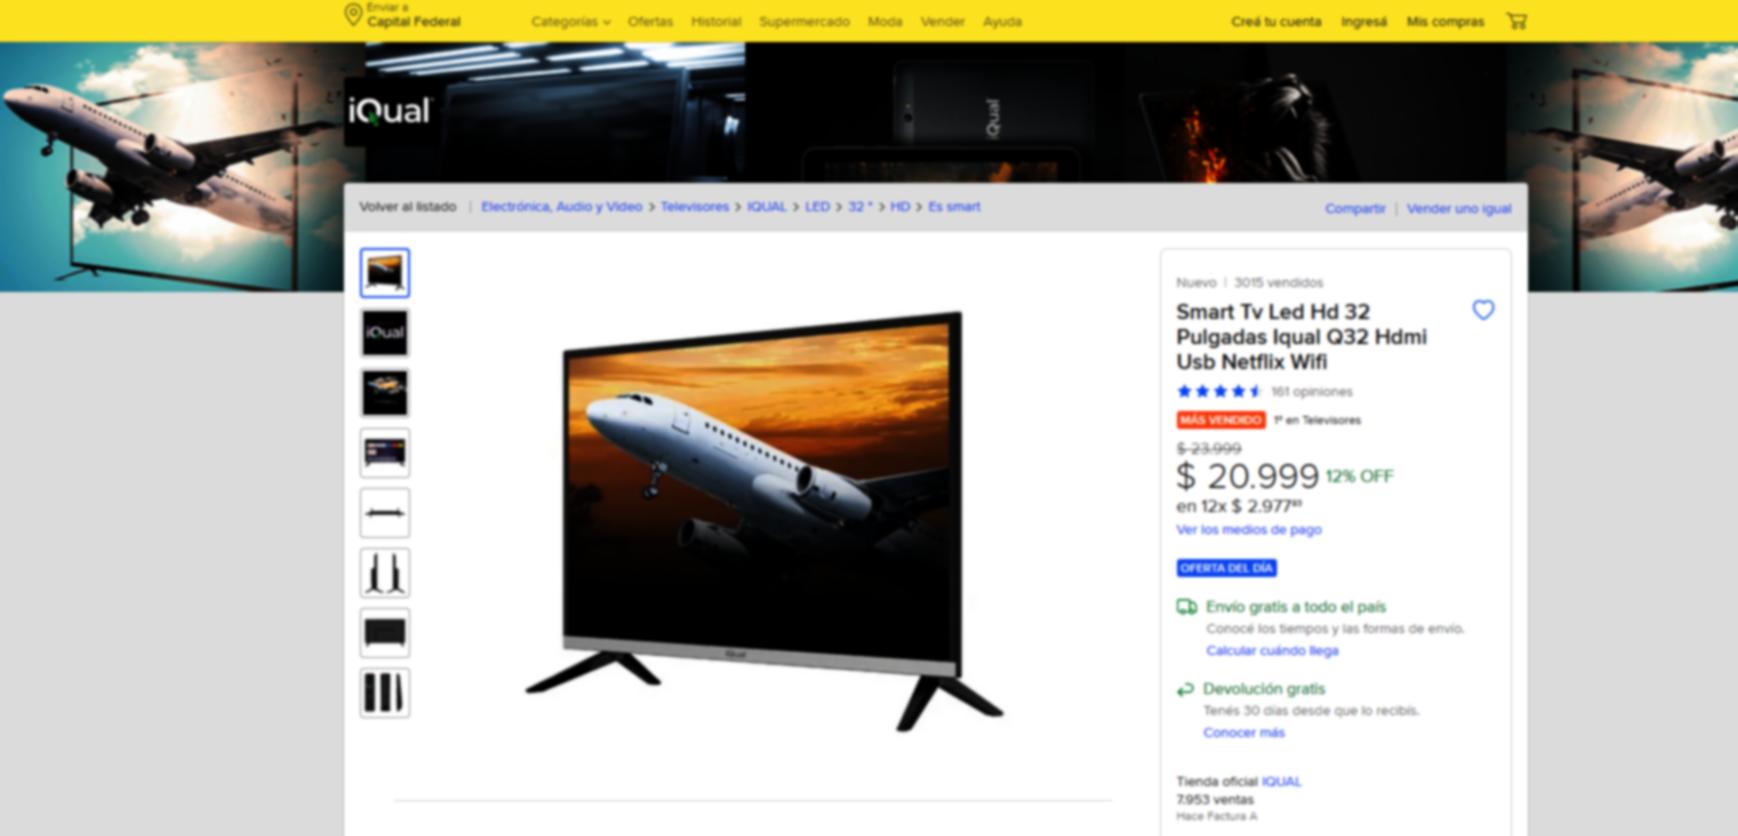 Enviar a
Capital Federal
Categorías
Ofertas
Historial
Supermercado
Moda
Vender
Ayuda
Creá tu cuenta
Ingresá
Mis compras
iQual
iQual
Volver al listado | Electrónica, Audio y Video > Televisores > IQUAL > LED > 32 " > HD > Es smart
Compartir | Vender uno igual
iQual
iQual
Nuevo | 3015 vendidos
Smart Tv Led Hd 32
Pulgadas Iqual Q32 Hdmi
Usb Netflix Wifi
161 opiniones
MÁS VENDIDO 1º en Televisores
$ 23.999
$ 20.999 12% OFF
en 12x $ 2.977
Ver los medios de pago
OFERTA DEL DÍA
Envío gratis a todo el país
Conocé los tiempos y las formas de envío.
Calcular cuándo llega
Devolución gratis
Tenés 30 días desde que lo recibís.
Conocer más
Tienda oficial IQUAL
7.953 ventas
Hace Factura A